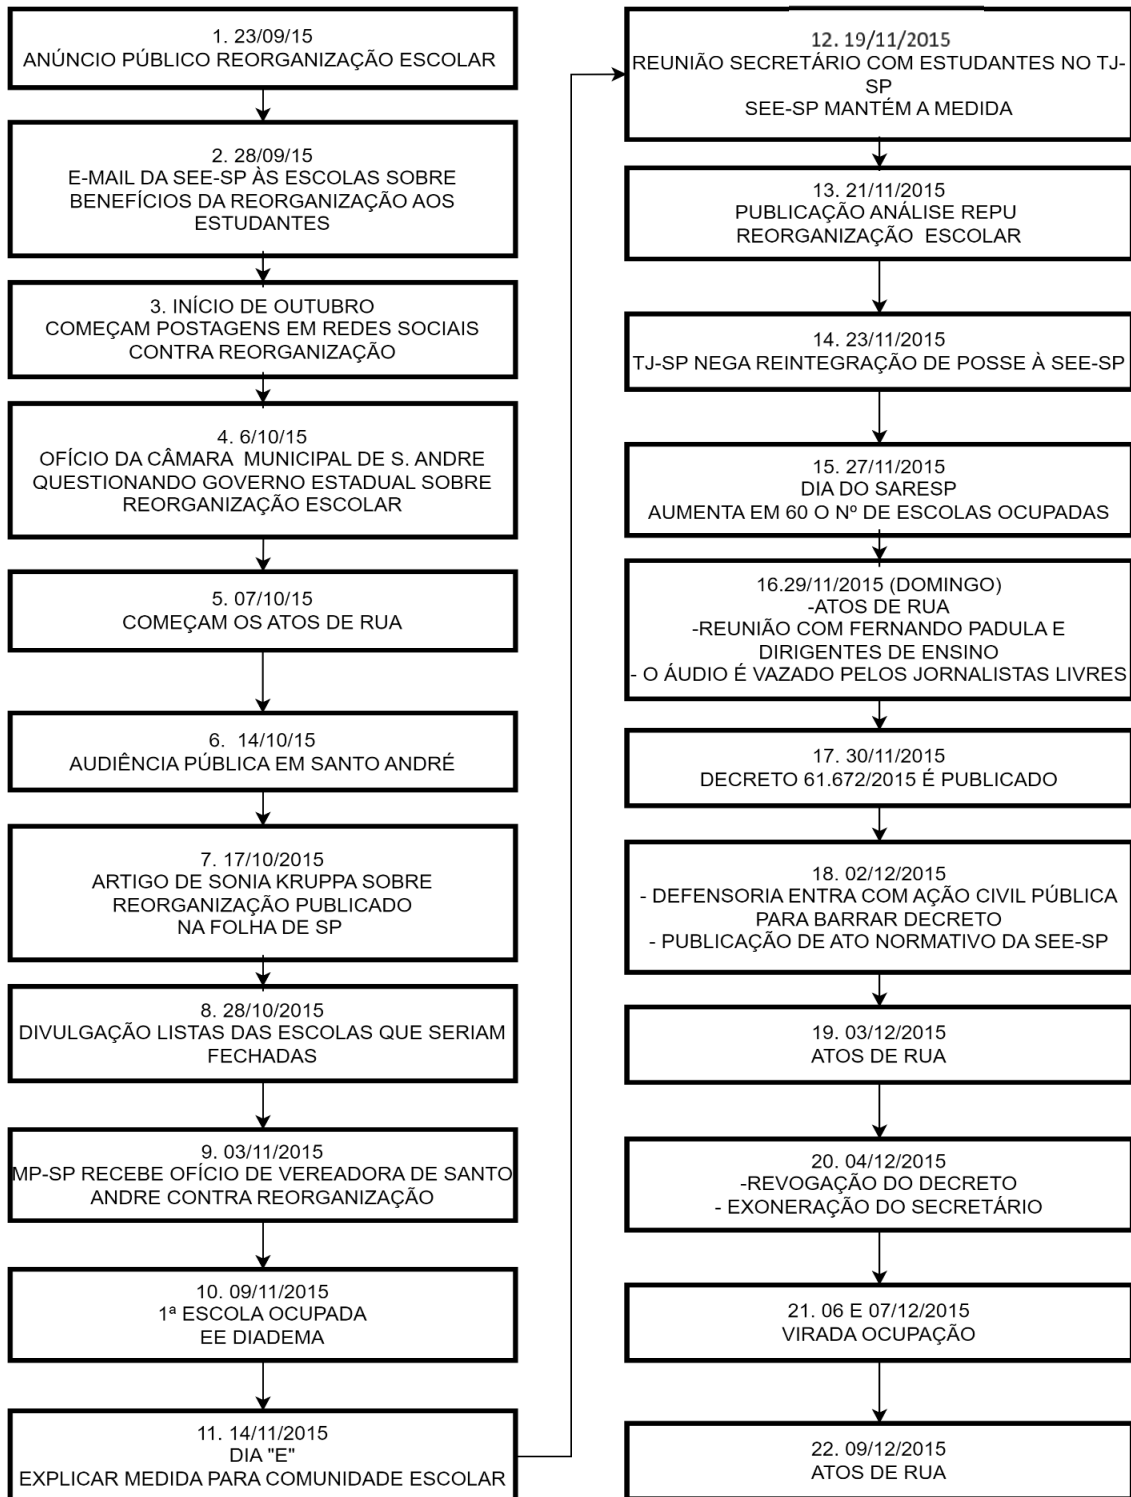 1. 23/09/15
ANÚNCIO PÚBLICO REORGANIZAÇÃO ESCOLAR
2. 28/09/15
E-MAIL DA SEE-SP ÀS ESCOLAS SOBRE
BENEFÍCIOS DA REORGANIZAÇÃO AOS
ESTUDANTES
3. INÍCIO DE OUTUBRO
COMEÇAM POSTAGENS EM REDES SOCIAIS
CONTRA REORGANIZAÇÃO
4. 6/10/15
OFÍCIO DA CÂMARA MUNICIPAL DE S. ANDRE
QUESTIONANDO GOVERNO ESTADUAL SOBRE
REORGANIZAÇÃO ESCOLAR
5. 07/10/15
COMEÇAM OS ATOS DE RUA
6. 14/10/15
AUDIÊNCIA PÚBLICA EM SANTO ANDRÉ
7. 17/10/2015
ARTIGO DE SONIA KRUPPA SOBRE
REORGANIZAÇÃO PUBLICADO
NA FOLHA DE SP
8. 28/10/2015
DIVULGAÇÃO LISTAS DAS ESCOLAS QUE SERIAM
FECHADAS
9. 03/11/2015
MP-SP RECEBE OFÍCIO DE VEREADORA DE SANTO
ANDRE CONTRA REORGANIZAÇÃO
10. 09/11/2015
1ª ESCOLA OCUPADA
EE DIADEMA
11. 14/11/2015
DIA "E"
EXPLICAR MEDIDA PARA COMUNIDADE ESCOLAR
12. 19/11/2015
REUNIÃO SECRETÁRIO COM ESTUDANTES NO TJ-
SP
SEE-SP MANTÉM A MEDIDA
13. 21/11/2015
PUBLICAÇÃO ANÁLISE REPU
REORGANIZAÇÃO ESCOLAR
14. 23/11/2015
TJ-SP NEGA REINTEGRAÇÃO DE POSSE À SEE-SP
15. 27/11/2015
DIA DO SARESP
AUMENTA EM 60 O Nº DE ESCOLAS OCUPADAS
16.29/11/2015 (DOMINGO)
-ATOS DE RUA
-REUNIÃO COM FERNANDO PADULA E
DIRIGENTES DE ENSINO
- O ÁUDIO É VAZADO PELOS JORNALISTAS LIVRES
17. 30/11/2015
DECRETO 61.672/2015 É PUBLICADO
18. 02/12/2015
- DEFENSORIA ENTRA COM AÇÃO CIVIL PÚBLICA
PARA BARRAR DECRETO
- PUBLICAÇÃO DE ATO NORMATIVO DA SEE-SP
19. 03/12/2015
ATOS DE RUA
20. 04/12/2015
-REVOGAÇÃO DO DECRETO
- EXONERAÇÃO DO SECRETÁRIO
21. 06 E 07/12/2015
VIRADA OCUPAÇÃO
22. 09/12/2015
ATOS DE RUA